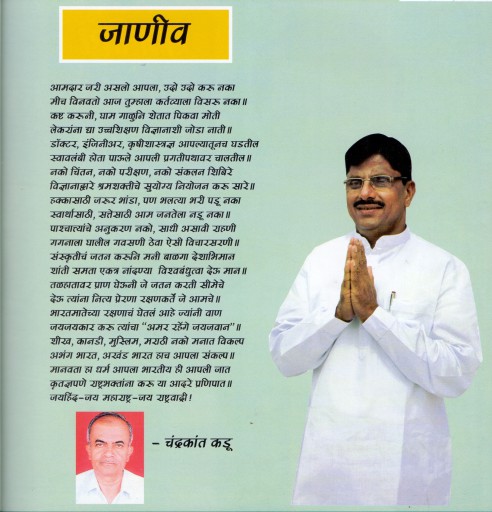 जाणीव
आमदार जरी असलो आपला, उदो उदो करू नका
मीच विनवतो आज तुम्हाला कर्तव्याला विसरू नका॥
कष्ट करूनी, घाम गाळुनि शेतात पिकवा मोती
लेकरांना द्या उच्चशिक्षण विज्ञानाशी जोडा नाती॥
डॉक्टर, इंजिनीअर, कृषीशास्त्रज्ञ आपल्यातूनच घडतील
स्वावलंबी होता पाऊले आपली प्रगतीपथावर चालतील॥
नको चिंतन, नको परीक्षण, नको संकलन शिबिरे
विज्ञानाद्वारे श्रमशक्तीचे सुयोग्य नियोजन करू सारे॥
हक्कासाठी जरूर भांडा, पण भलत्या भरी पडू नका
स्वार्थासाठी, सत्तेसाठी आम जनतेला नडू नका॥
पाश्चात्यांचे अनुकरण नको, साधी असावी राहणी
गगनाला घालील गवसणी ठेवा ऐसी विचारसरणी॥
संस्कृतीचं जतन करूनि मनी बाळगा देशाभिमान
शांती समता एकत्र नांदण्या विश्वबंधुत्वा देऊ मान॥
तळहातावर प्राण घेऊनी जे जतन करती सीमेचे
देऊ त्यांना नित्य प्रेरणा रक्षणकर्ते जे आमचे॥
भारतमातेच्या रक्षणाचं घेतलं आहे ज्यांनी वाण
जयजयकार करू त्यांचा "अमर रहेंगे जयजवान"॥
शीख, कानडी, मुस्लिम, मराठी नको मनात विकल्प
अभंग भारत, अखंड भारत हाच आपला संकल्प॥
मानवता हा धर्म आपला भारतीय ही आपली जात
कृतज्ञपणे राष्ट्रभक्तांना करू या आदरे प्रणिपात॥
जयहिंद-जय महाराष्ट्र-जय राष्ट्रवादी!
- चंद्रकांत कडू